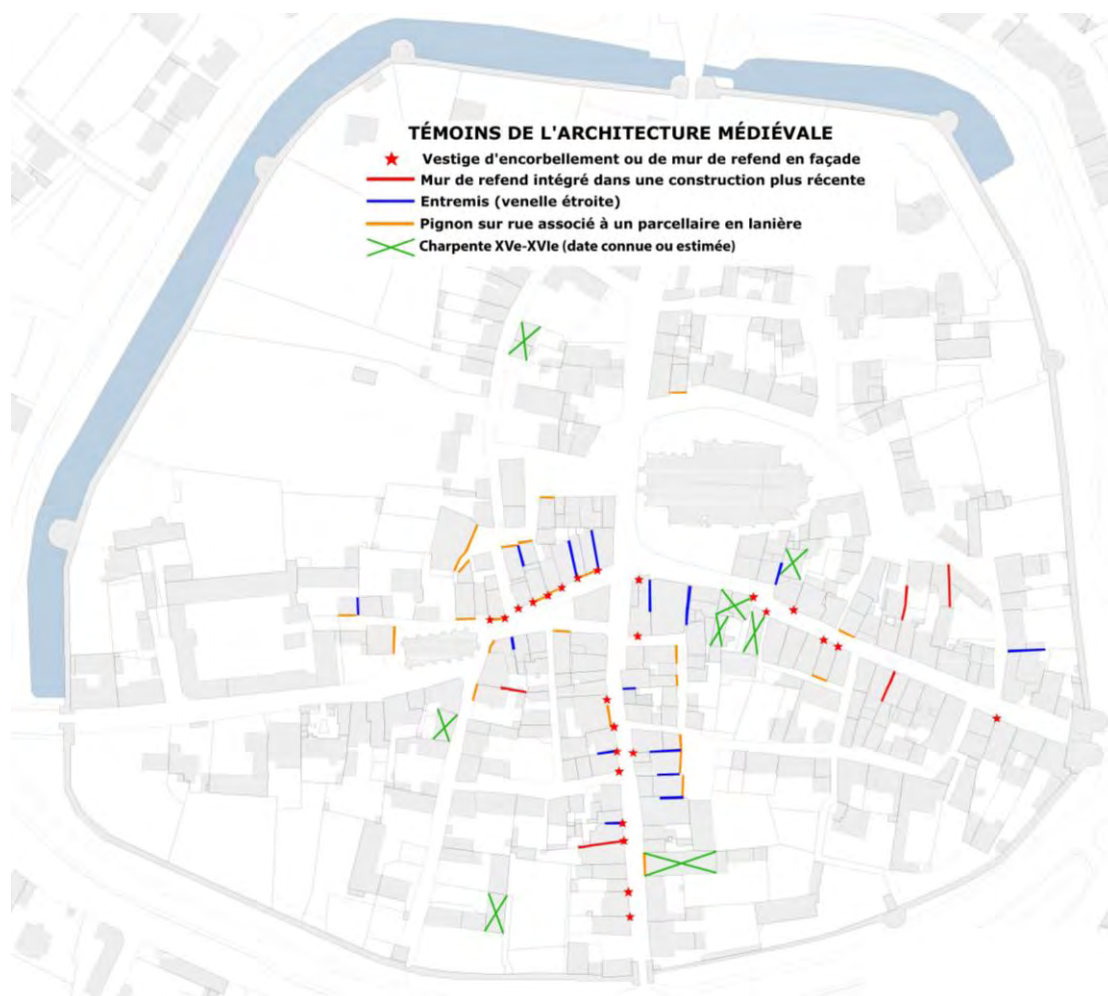 TÉMOINS DE L'ARCHITECTURE MÉDIÉVALE
Vestige d'encorbellement ou de mur de refend en façade
Mur de refend intégré dans une construction plus récente
Entremis (venelle étroite)
Pignon sur rue associé à un parcellaire en lanière
Charpente XVe-XVIe (date connue ou estimée)